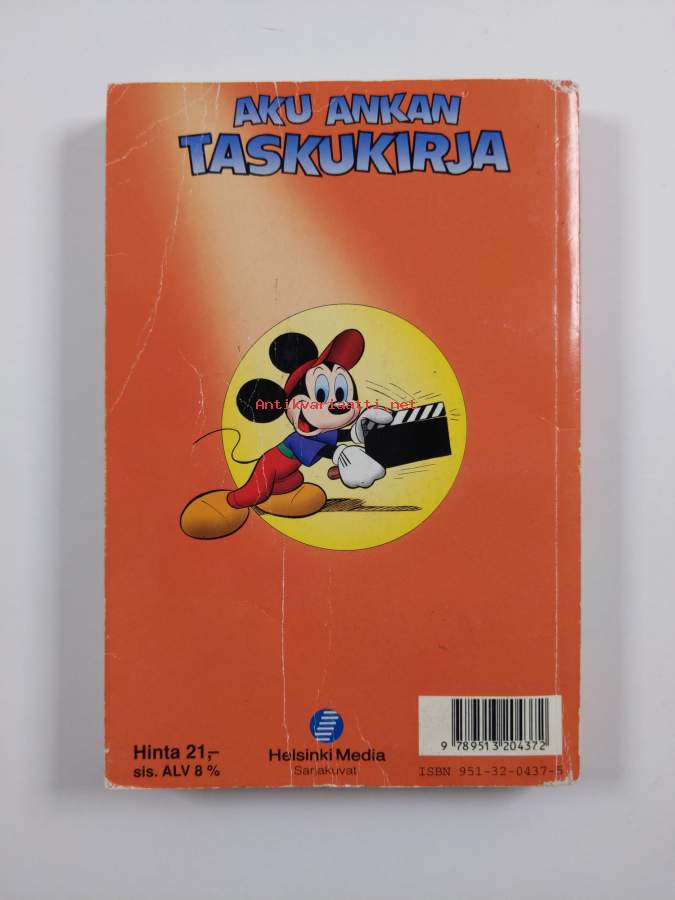 AKU ANKAN
TASKUKIRJA
Antikvariaatti.net
Hinta 21,–
sis. ALV 8 %
Helsinki Media
Sarjakuvat
9 789513 204372
ISBN 951-32-0437-5